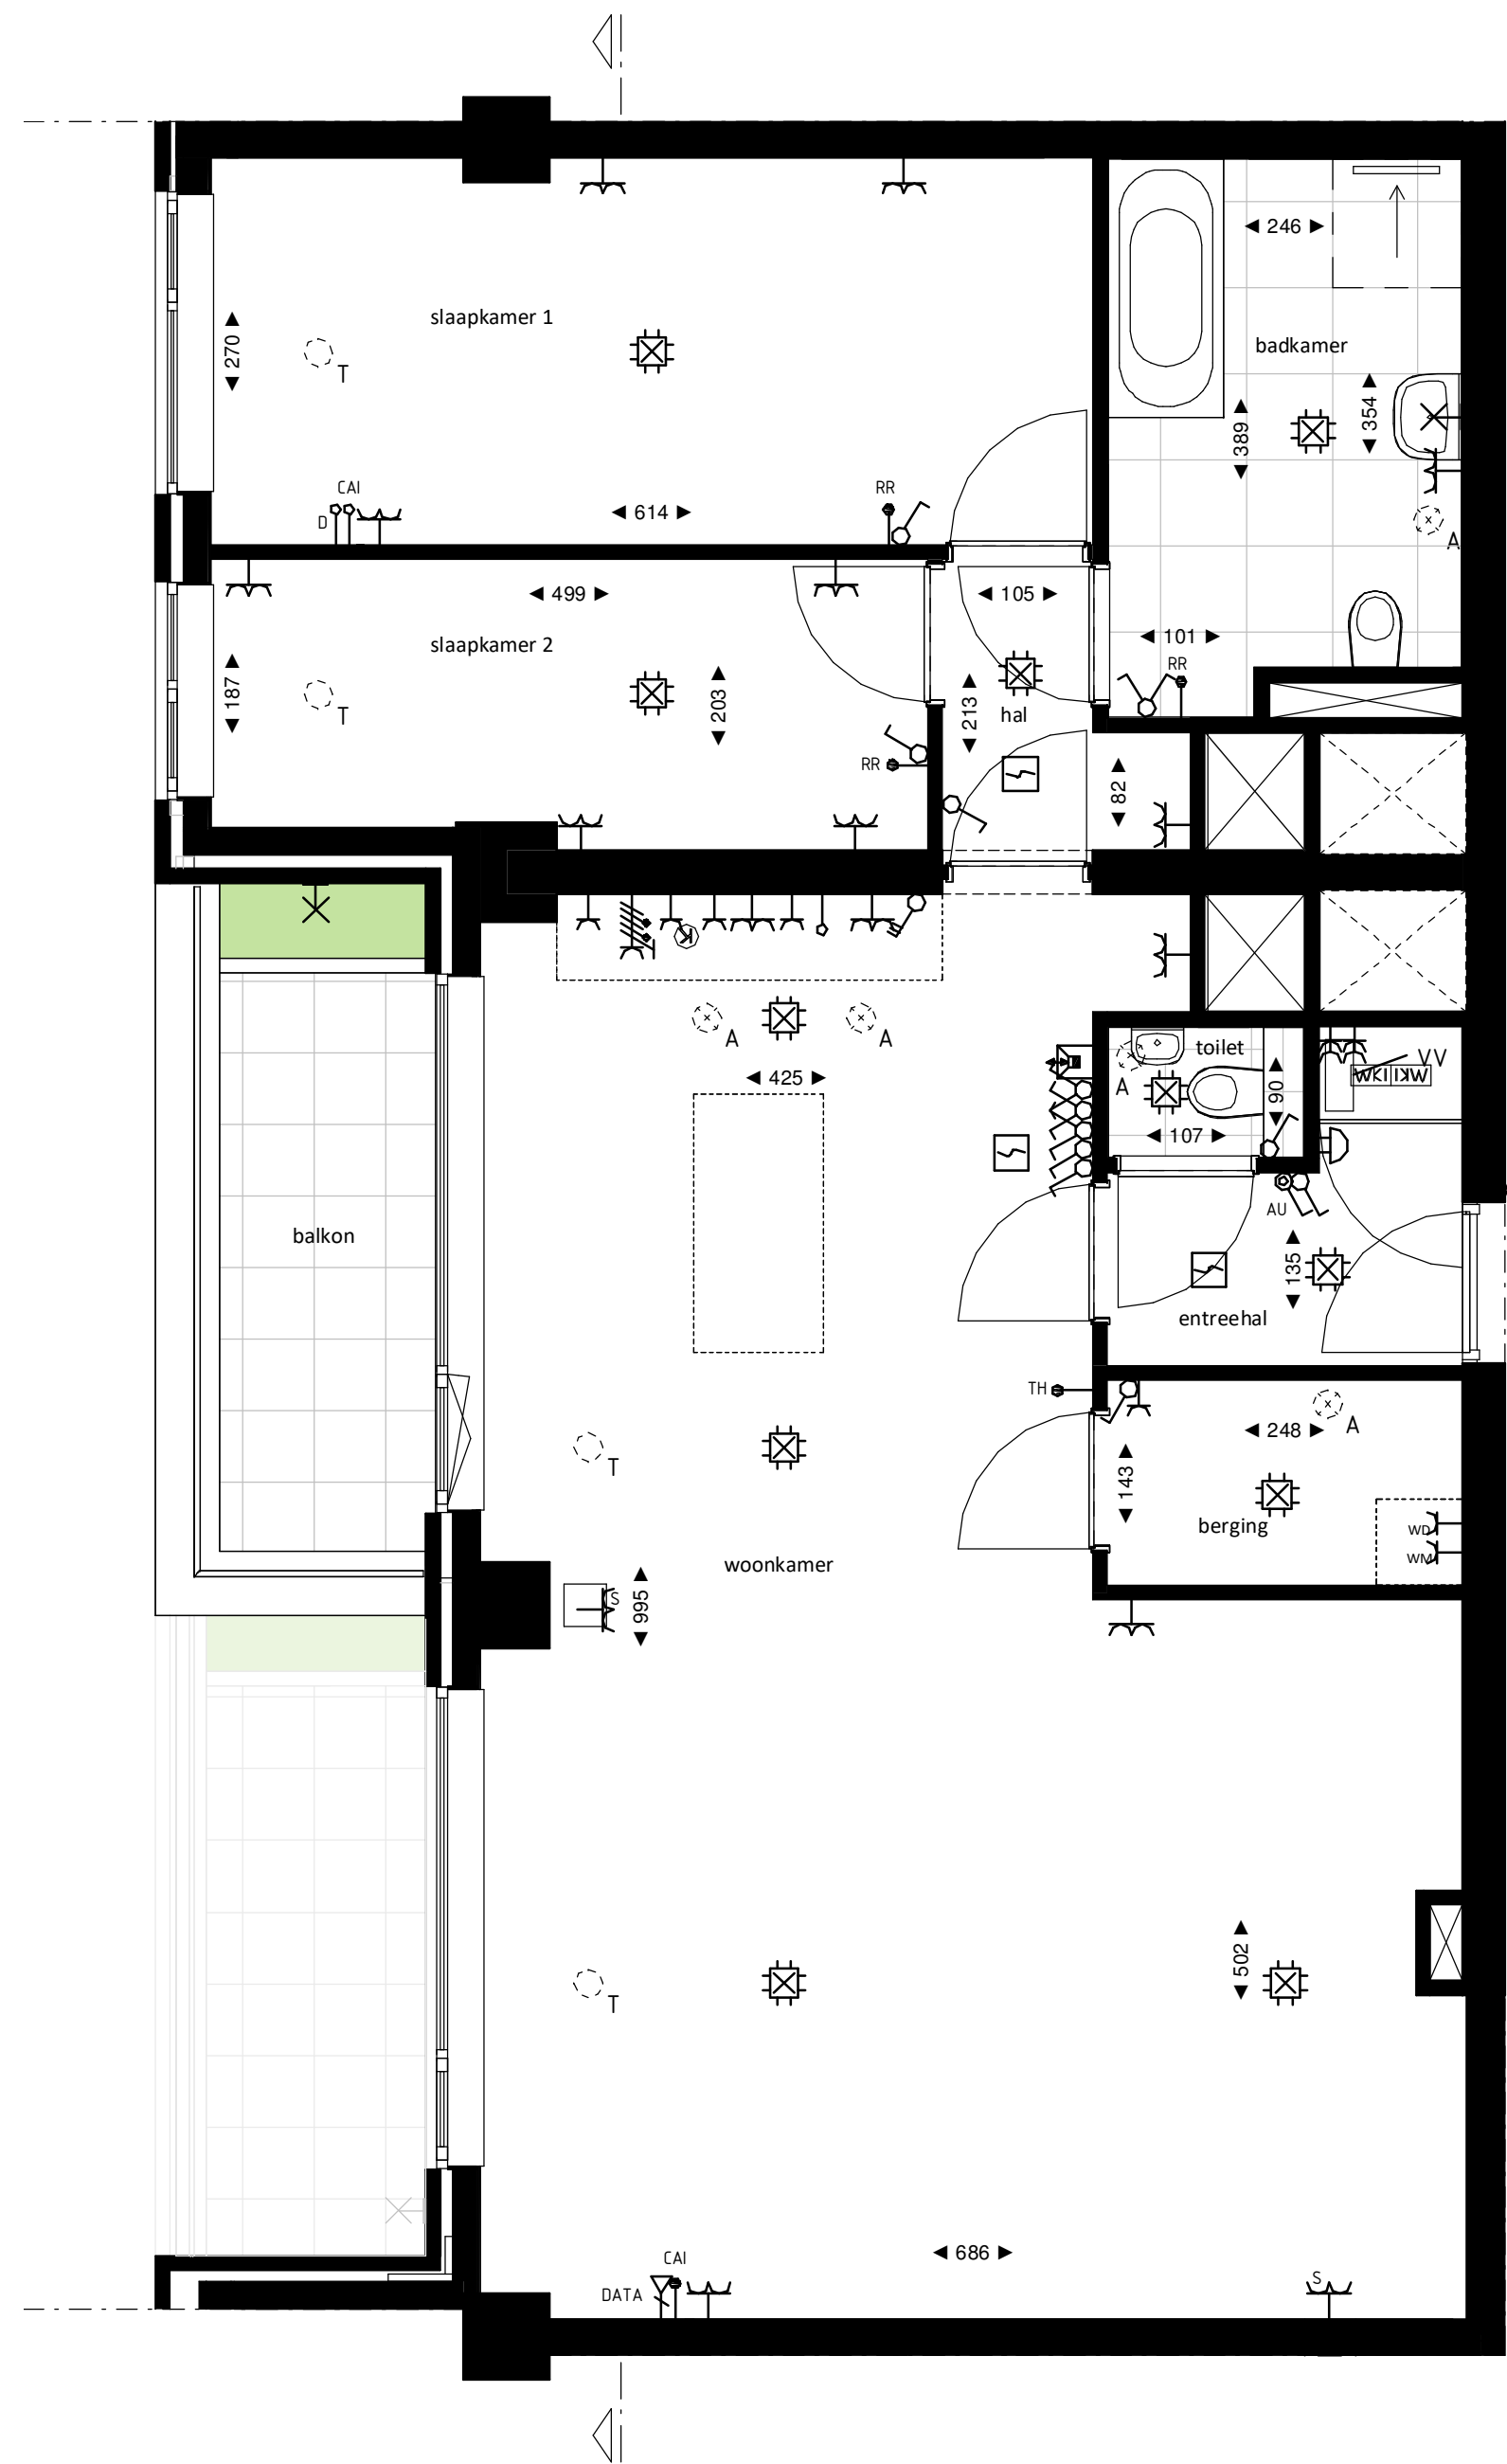 ◄ 246 ►
slaapkamer 1
◄ 270 ►
badkamer
T
◄ 354 ►
◄ 389 ►
CAI
D
RR
◄ 614 ►
A
◄ 499 ►
◄ 105 ►
slaapkamer 2
◄ 101 ►
RR
◄ 187 ►
◄ 203 ►
T
◄ 213 ►
hal
RR
◄ 82 ►
A
A
toilet
VV
◄ 425 ►
A
◄ 90 ►
◄ 107 ►
AU
balkon
◄ 135 ►
entreehal
TH
A
◄ 248 ►
T
◄ 143 ►
berging
WD
WM
woonkamer
S
◄ 995 ►
◄ 502 ►
T
◄ 686 ►
CAI
DATA
S